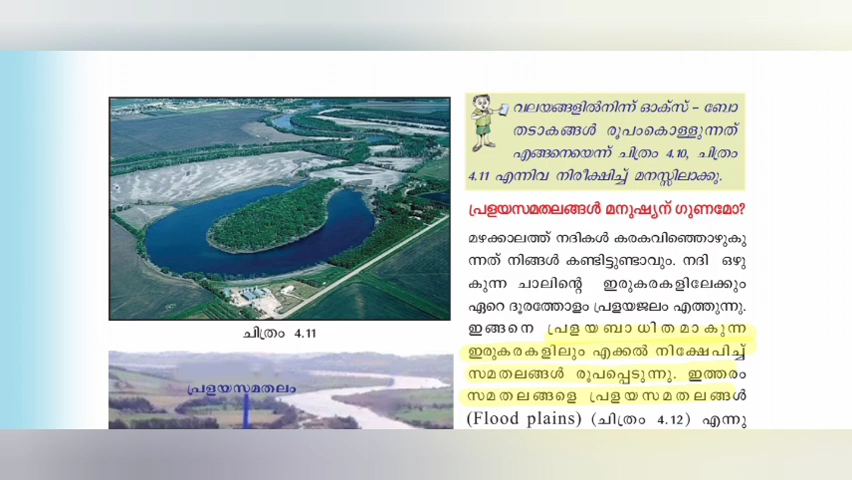 വലയങ്ങളിൽനിന്ന് ഓക്സ് – ബോ
തടാകങ്ങൾ രൂപംകൊള്ളുന്നത്
എങ്ങനെയെന്ന് ചിത്രം 4.10, ചിത്രം
4.11 എന്നിവ നിരീക്ഷിച്ച് മനസ്സിലാക്കൂ.
പ്രളയസമതലങ്ങൾ മനുഷ്യന് ഗുണമോ?
മഴക്കാലത്ത് നദികൾ കരകവിഞ്ഞൊഴുകു
ന്നത് നിങ്ങൾ കണ്ടിട്ടുണ്ടാവും. നദി ഒഴു
കുന്ന ചാലിന്റെ ഇരുകരകളിലേക്കും
ഏറെ ദൂരത്തോളം പ്രളയജലം എത്തുന്നു.
ഇങ്ങനെ പ്രളയബാധിതമാകുന്ന
ഇരുകരകളിലും എക്കൽ നിക്ഷേപിച്ച്
സമതലങ്ങൾ രൂപപ്പെടുന്നു. ഇത്തരം
സമതലങ്ങളെ പ്രളയസമതലങ്ങൾ
(Flood plains) (ചിത്രം 4.12) എന്നു
ചിത്രം 4.11
പ്രളയസമതലം